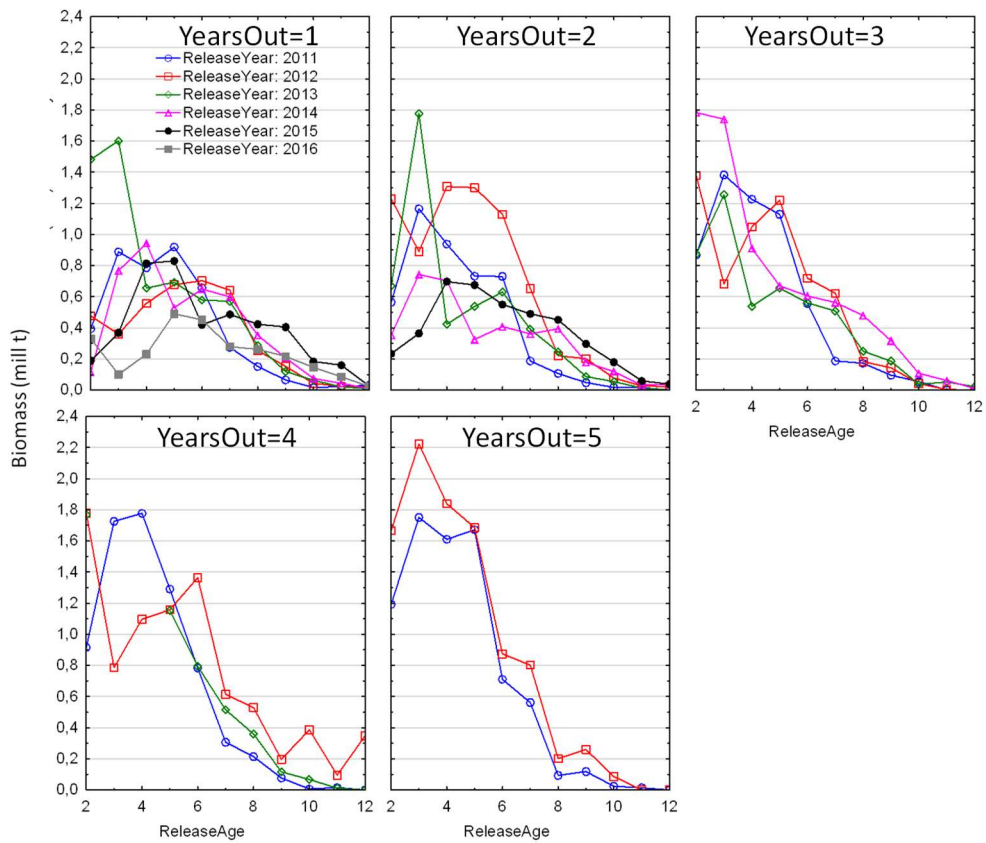 YearsOut=1
ReleaseYear: 2011
ReleaseYear: 2012
ReleaseYear: 2013
ReleaseYear: 2014
ReleaseYear: 2015
ReleaseYear: 2016
2,4
2,2
2,0
1,8
1,6
1,4
1,2
1,0
0,8
0,6
0,4
0,2
0,0
YearsOut=2
YearsOut=3
2 4 6 8 10 12
ReleaseAge
Biomass (mill t)
YearsOut=4
2,4
2,2
2,0
1,8
1,6
1,4
1,2
1,0
0,8
0,6
0,4
0,2
0,0
2 4 6 8 10 12
ReleaseAge
YearsOut=5
2 4 6 8 10 12
ReleaseAge